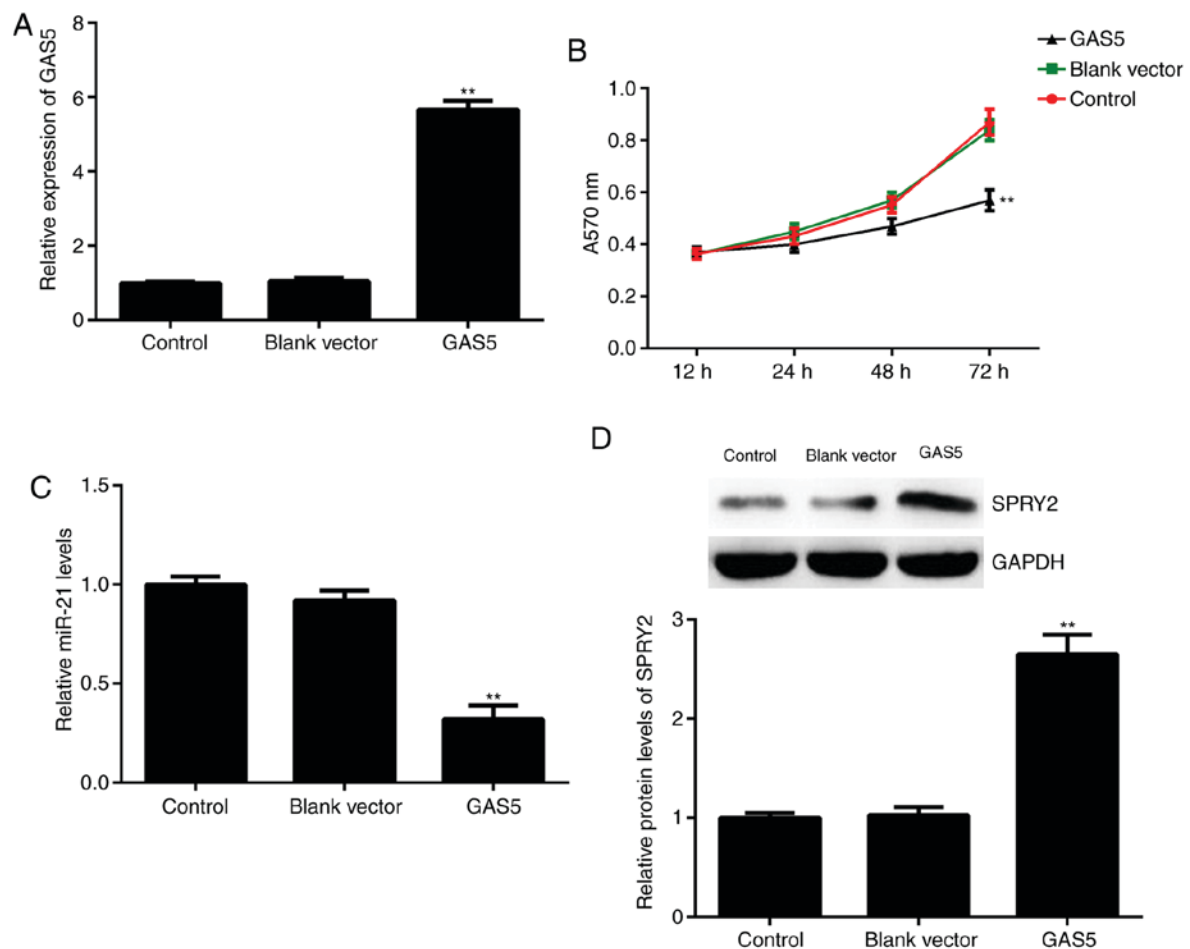 A
Relative expression of GAS5
8
6
4
2
0
**
Control
Blank vector
GAS5
B
GAS5
Blank vector
Control
A570 nm
1.0
0.8
0.6
0.4
0.2
0.0
**
12 h
24 h
48 h
72 h
C
Relative miR-21 levels
1.5
1.0
0.5
0.0
**
Control
Blank vector
GAS5
D
Control
Blank vector
GAS5
SPRY2
GAPDH
Relative protein levels of SPRY2
3
2
1
0
**
Control
Blank vector
GAS5